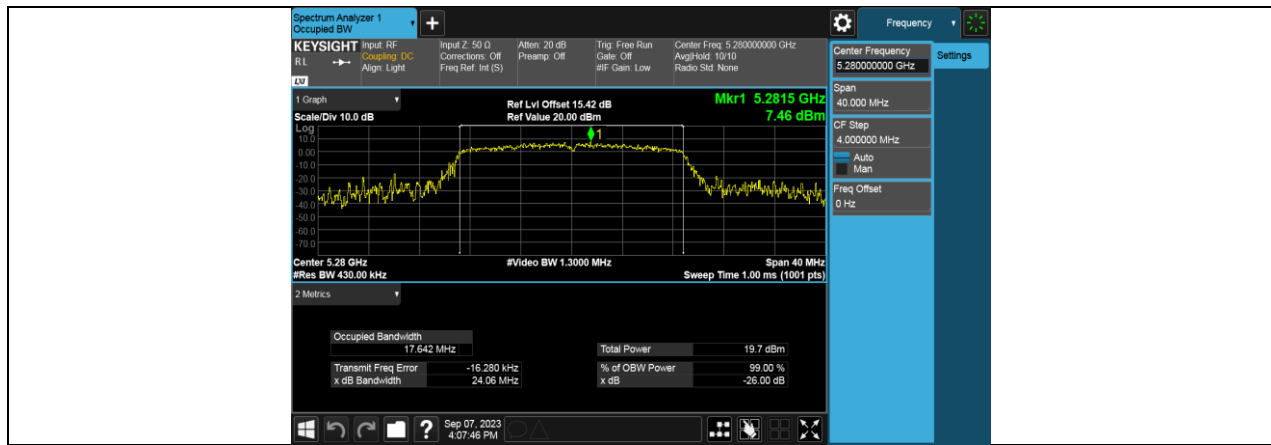 Spectrum Analyzer 1
Occupied BW
+
Frequency
KEYSIGHT
R L
LXI
Input: RF
Coupling: DC
Align: Light
Input Z: 50 Ω
Corrections: Off
Freq Ref: Int (S)
Atten: 20 dB
Preamp: Off
Trig: Free Run
Gate: Off
#IF Gain: Low
Center Freq: 5.280000000 GHz
Avg|Hold: 10/10
Radio Std: None
Center Frequency
5.280000000 GHz
Settings
Span
40.000 MHz
CF Step
4.000000 MHz
Auto
Man
Freq Offset
0 Hz
1 Graph
Scale/Div 10.0 dB
Ref Lvl Offset 15.42 dB
Ref Value 20.00 dBm
Mkr1 5.2815 GHz
7.46 dBm
Log
10.0
0.00
-10.0
-20.0
-30.0
-40.0
-50.0
-60.0
-70.0
1
Center 5.28 GHz
#Res BW 430.00 kHz
#Video BW 1.3000 MHz
Span 40 MHz
Sweep Time 1.00 ms (1001 pts)
2 Metrics
Occupied Bandwidth
17.642 MHz
Total Power 19.7 dBm
Transmit Freq Error -16.280 kHz
% of OBW Power 99.00 %
x dB Bandwidth 24.06 MHz
x dB -26.00 dB
?
Sep 07, 2023
4:07:46 PM